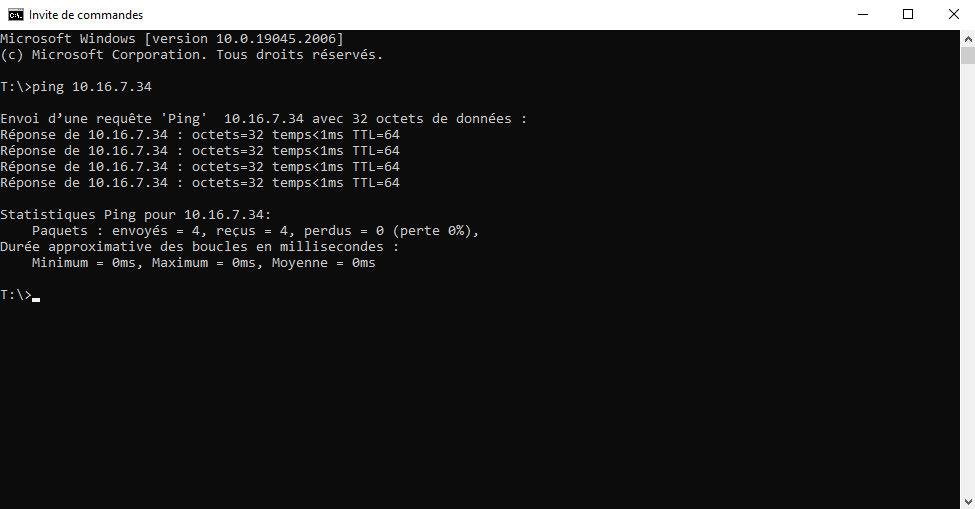 Invite de commandes
Microsoft Windows [version 10.0.19045.2006]
(c) Microsoft Corporation. Tous droits réservés.
T:\>ping 10.16.7.34
Envoi d’une requête 'Ping'  10.16.7.34 avec 32 octets de données :
Réponse de 10.16.7.34 : octets=32 temps<1ms TTL=64
Réponse de 10.16.7.34 : octets=32 temps<1ms TTL=64
Réponse de 10.16.7.34 : octets=32 temps<1ms TTL=64
Réponse de 10.16.7.34 : octets=32 temps<1ms TTL=64
Statistiques Ping pour 10.16.7.34:
    Paquets : envoyés = 4, reçus = 4, perdus = 0 (perte 0%),
Durée approximative des boucles en millisecondes :
    Minimum = 0ms, Maximum = 0ms, Moyenne = 0ms
T:\>